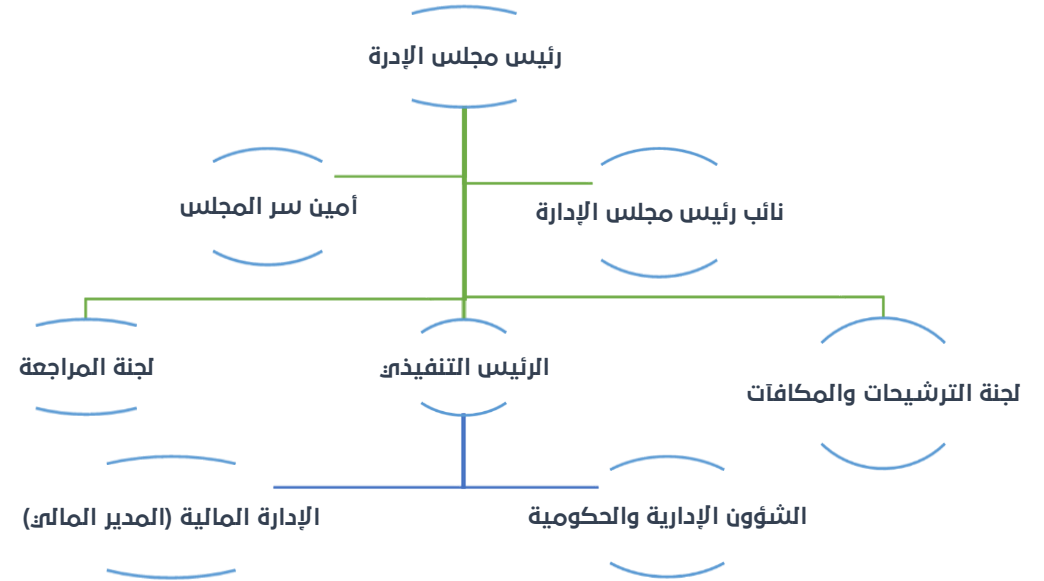 رئيس مجلس الإدرة
نائب رئيس مجلس الإدارة
أمين سر المجلس
لجنة الترشيحات والمكافآت
الرئيس التنفيذي
لجنة المراجعة
الشؤون الإدارية والحكومية
الإدارة المالية (المدير المالي)